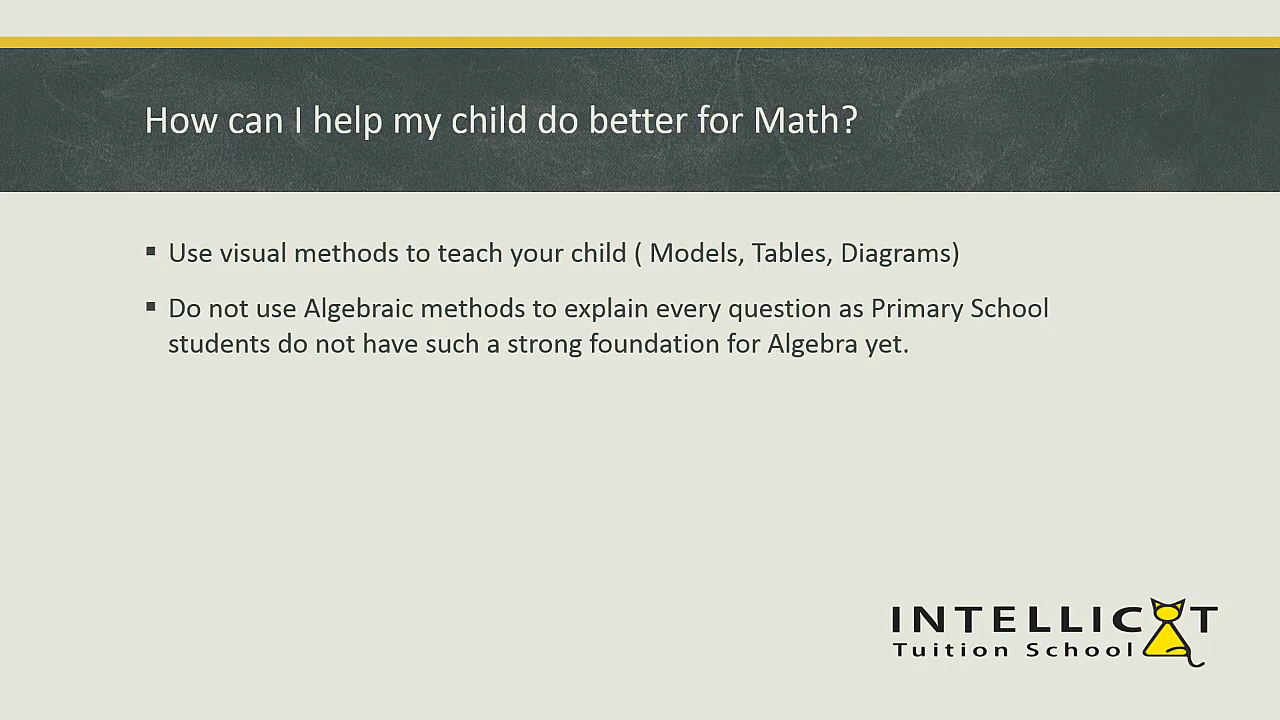 How can I help my child do better for Math?
▪ Use visual methods to teach your child ( Models, Tables, Diagrams)
▪ Do not use Algebraic methods to explain every question as Primary School
students do not have such a strong foundation for Algebra yet.
INTELLICAT
Tuition School